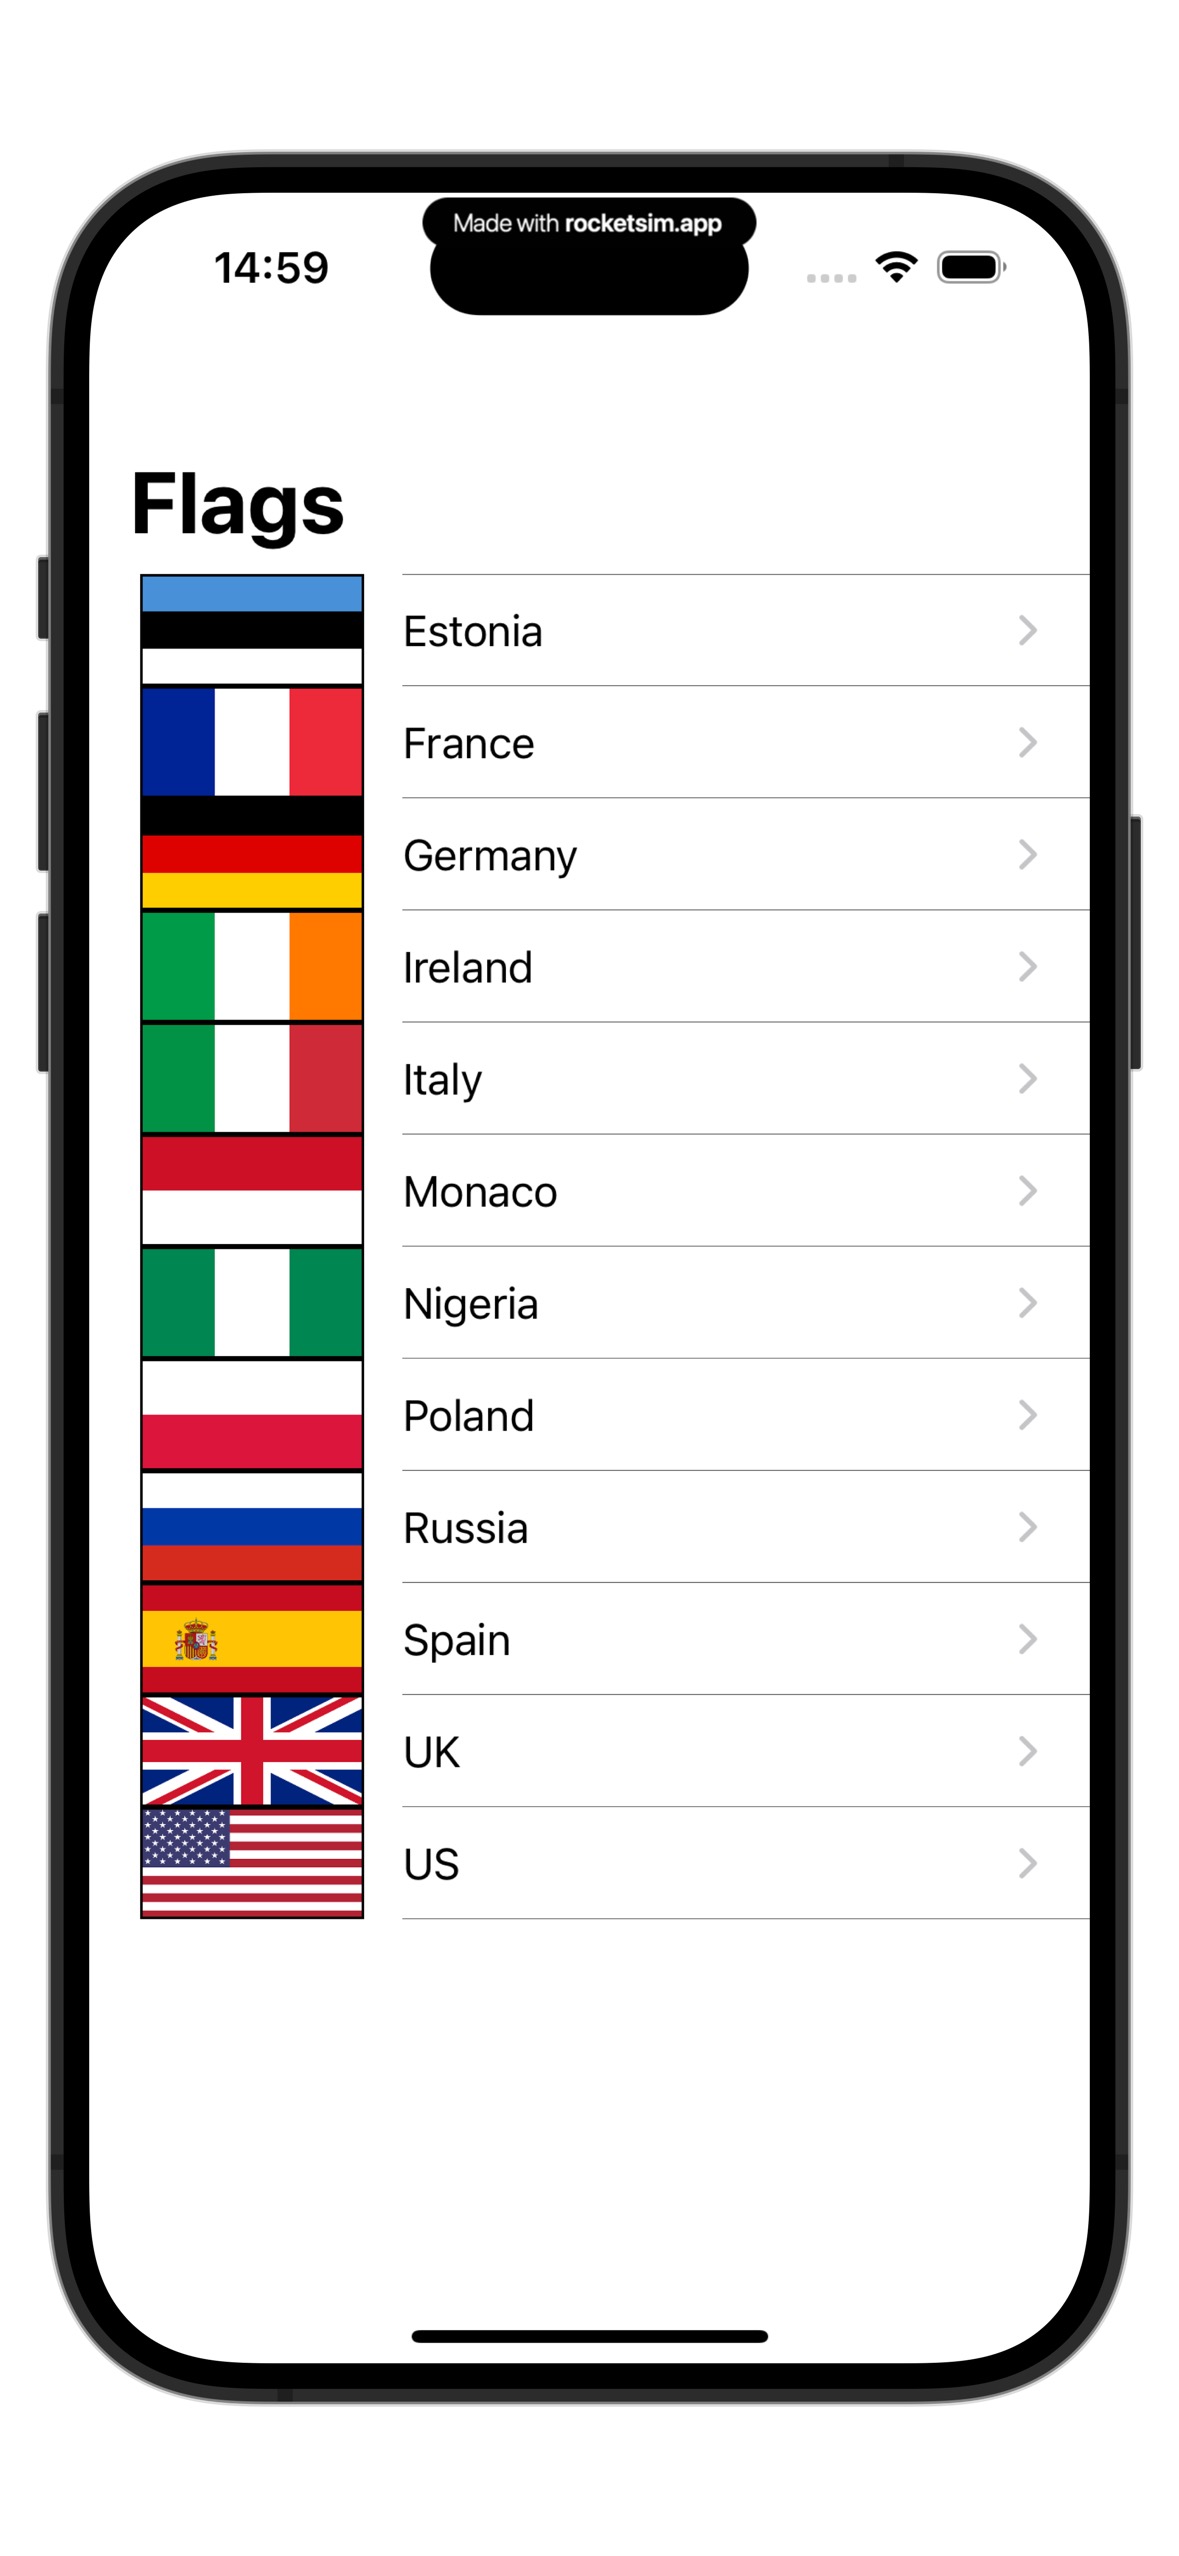 Made with rocketsim.app
14:59
Flags
Estonia
France
Germany
Ireland
Italy
Monaco
Nigeria
Poland
Russia
Spain
UK
US